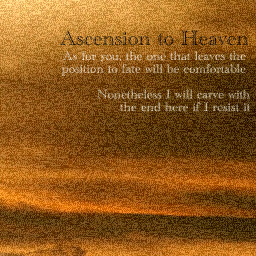 Ascension to Heaven
As for you, the one that leaves the
position to fate will be comfortable
Nonetheless I will carve with
the end here if I resist it